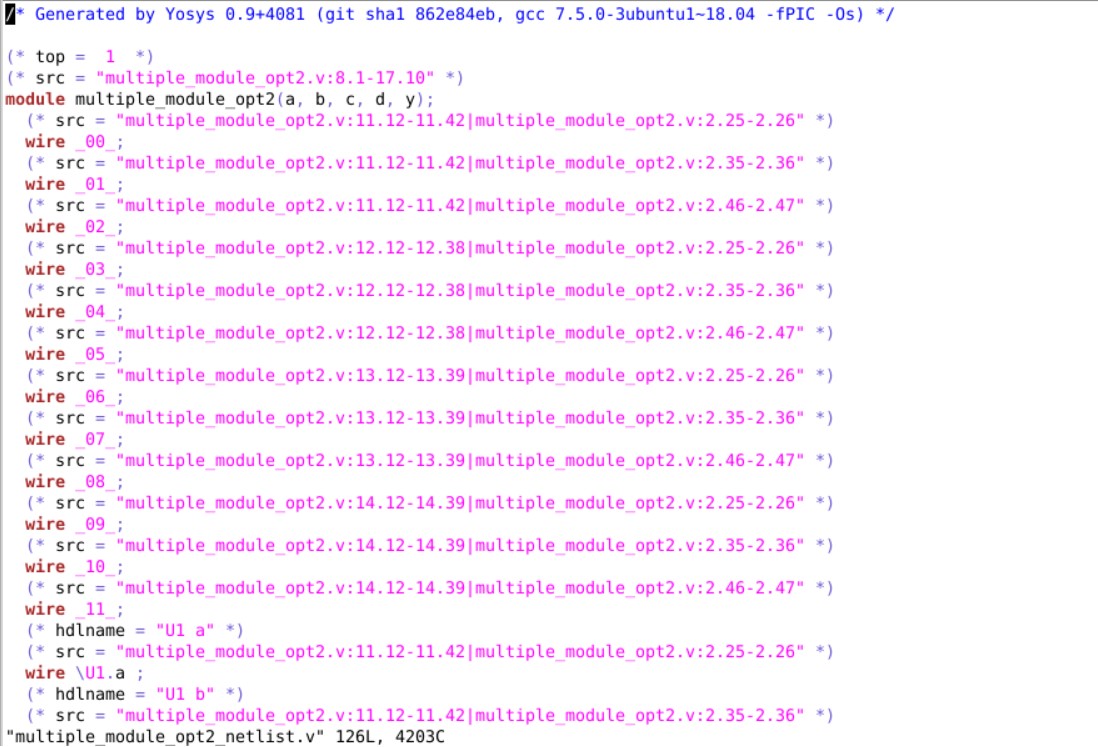 /* Generated by Yosys 0.9+4081 (git sha1 862e84eb, gcc 7.5.0-3ubuntu1~18.04 -fPIC -Os) */

(* top =  1  *)
(* src = "multiple_module_opt2.v:8.1-17.10" *)
module multiple_module_opt2(a, b, c, d, y);
  (* src = "multiple_module_opt2.v:11.12-11.42|multiple_module_opt2.v:2.25-2.26" *)
  wire _00_;
  (* src = "multiple_module_opt2.v:11.12-11.42|multiple_module_opt2.v:2.35-2.36" *)
  wire _01_;
  (* src = "multiple_module_opt2.v:11.12-11.42|multiple_module_opt2.v:2.46-2.47" *)
  wire _02_;
  (* src = "multiple_module_opt2.v:12.12-12.38|multiple_module_opt2.v:2.25-2.26" *)
  wire _03_;
  (* src = "multiple_module_opt2.v:12.12-12.38|multiple_module_opt2.v:2.35-2.36" *)
  wire _04_;
  (* src = "multiple_module_opt2.v:12.12-12.38|multiple_module_opt2.v:2.46-2.47" *)
  wire _05_;
  (* src = "multiple_module_opt2.v:13.12-13.39|multiple_module_opt2.v:2.25-2.26" *)
  wire _06_;
  (* src = "multiple_module_opt2.v:13.12-13.39|multiple_module_opt2.v:2.35-2.36" *)
  wire _07_;
  (* src = "multiple_module_opt2.v:13.12-13.39|multiple_module_opt2.v:2.46-2.47" *)
  wire _08_;
  (* src = "multiple_module_opt2.v:14.12-14.39|multiple_module_opt2.v:2.25-2.26" *)
  wire _09_;
  (* src = "multiple_module_opt2.v:14.12-14.39|multiple_module_opt2.v:2.35-2.36" *)
  wire _10_;
  (* src = "multiple_module_opt2.v:14.12-14.39|multiple_module_opt2.v:2.46-2.47" *)
  wire _11_;
  (* hdlname = "U1 a" *)
  (* src = "multiple_module_opt2.v:11.12-11.42|multiple_module_opt2.v:2.25-2.26" *)
  wire \U1.a ;
  (* hdlname = "U1 b" *)
  (* src = "multiple_module_opt2.v:11.12-11.42|multiple_module_opt2.v:2.35-2.36" *)
"multiple_module_opt2_netlist.v" 126L, 4203C